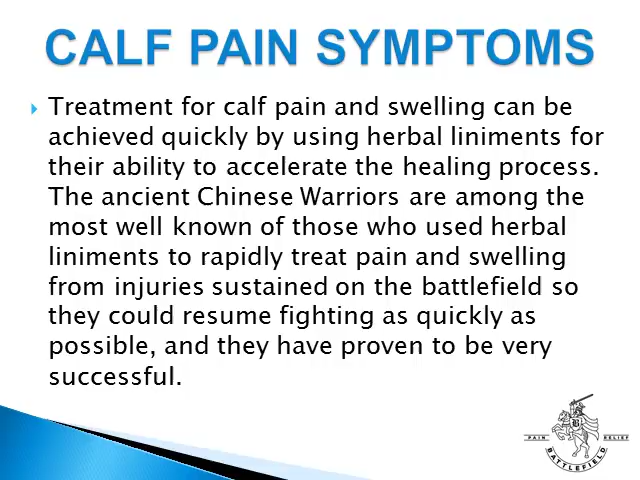 CALF PAIN SYMPTOMS
Treatment for calf pain and swelling can be
achieved quickly by using herbal liniments for
their ability to accelerate the healing process.
The ancient Chinese Warriors are among the
most well known of those who used herbal
liniments to rapidly treat pain and swelling
from injuries sustained on the battlefield so
they could resume fighting as quickly as
possible, and they have proven to be very
successful.
B
PAIN RELIEF
BATTLEFIELD